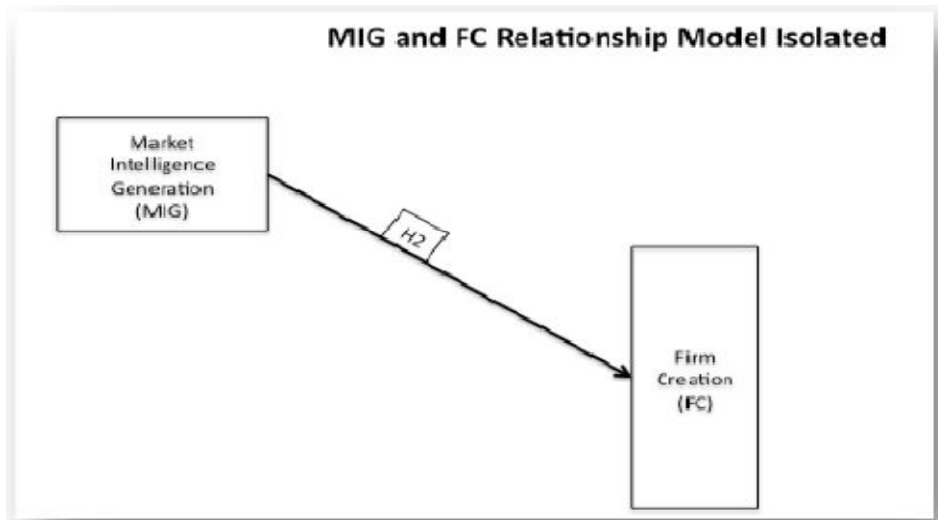 MIG and FC Relationship Model Isolated
Market
Intelligence
Generation
(MIG)
H2
Firm
Creation
(FC)